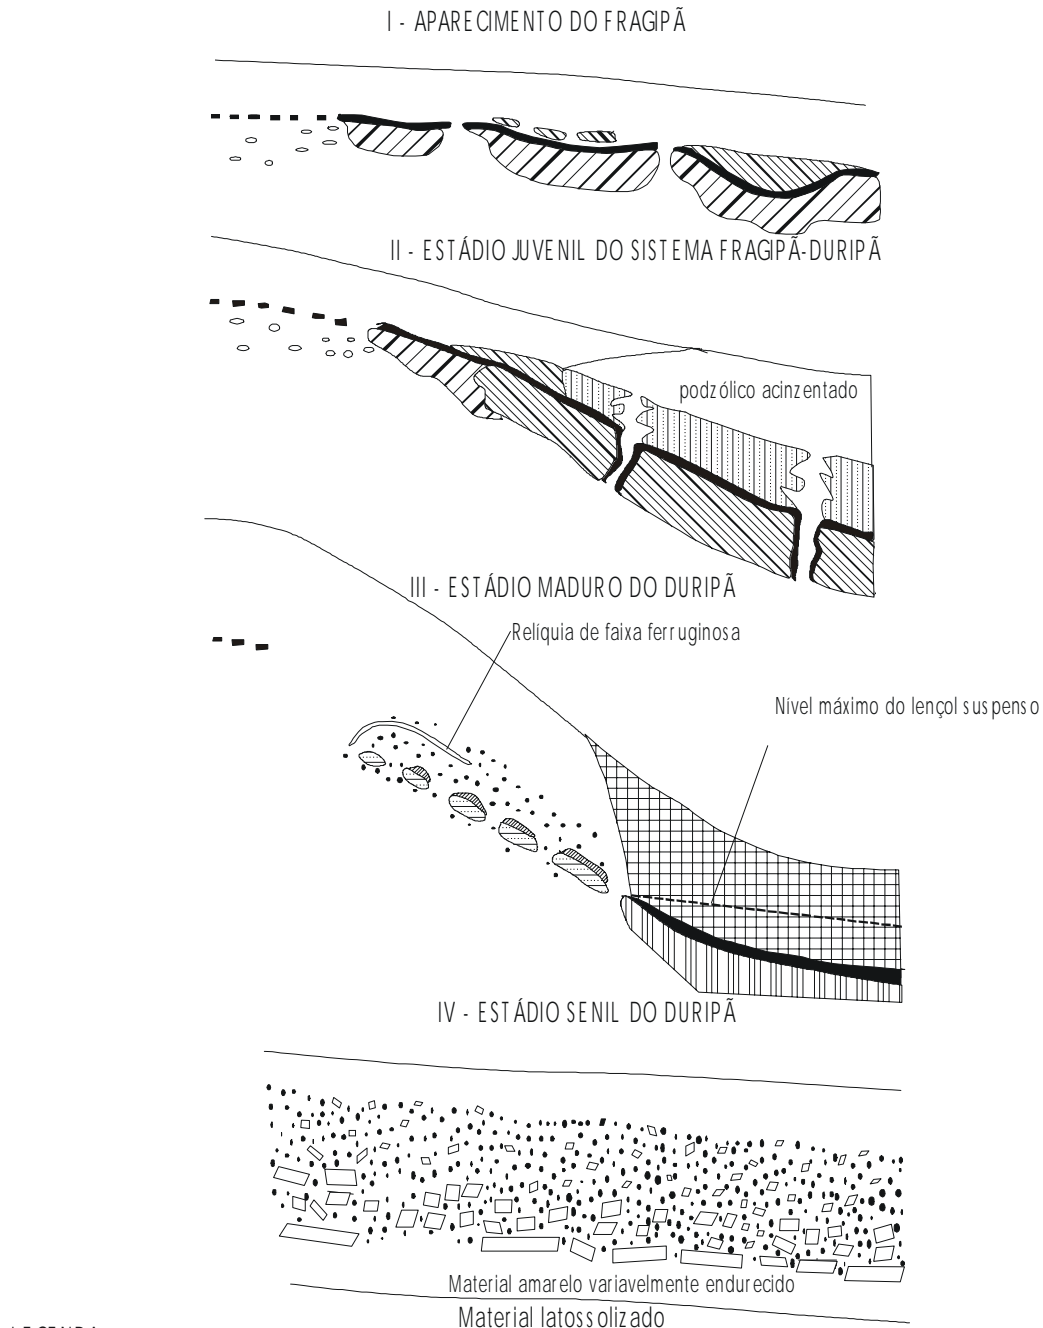 I - APARECIMENTO DO FRAGIPÃ
II - ESTÁDIO JUVENIL DO SISTEMA FRAGIPÃ-DURIPÃ
podzólico acinzentado
III - ESTÁDIO MADURO DO DURIPÃ
Relíquia de faixa ferruginosa
Nível máximo do lençol suspenso
IV - ESTÁDIO SENIL DO DURIPÃ
Material amarelo variavelmente endurecido
Material latossolizado